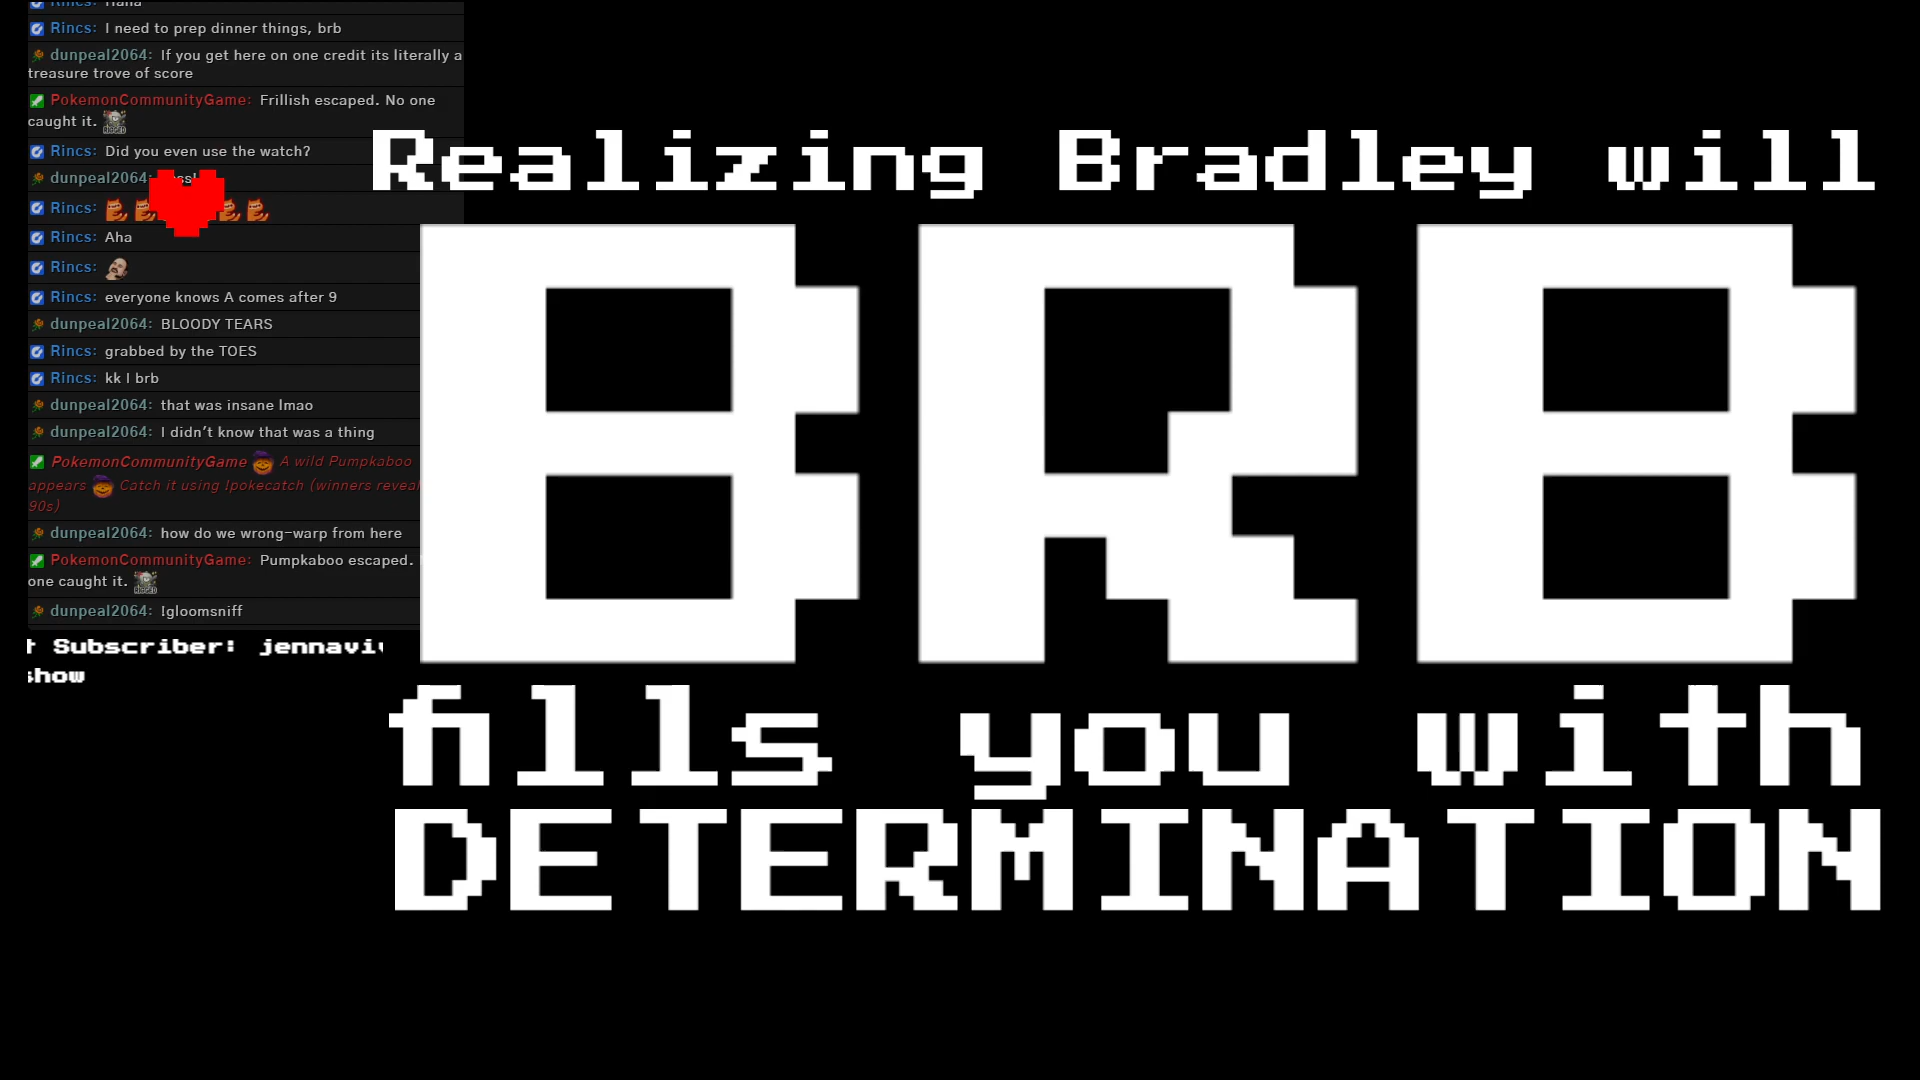 Rincs: Haha
Rincs: I need to prep dinner things, brb
dunpeal2064: If you get here on one credit its literally a
treasure trove of score
PokemonCommunityGame: Frillish escaped. No one
caught it.
Rincs: Did you even use the watch?
dunpeal2064:
Rincs:
Rincs: Aha
Rincs:
Rincs: everyone knows A comes after 9
dunpeal2064: BLOODY TEARS
Rincs: grabbed by the TOES
Rincs: kk I brb
dunpeal2064: that was insane lmao
dunpeal2064: I didn't know that was a thing
PokemonCommunityGame A wild Pumpkaboo
appears Catch it using !pokecatch (winners reveal
90s)
dunpeal2064: how do we wrong-warp from here
PokemonCommunityGame: Pumpkaboo escaped.
one caught it.
dunpeal2064: !gloomsniff
Subscriber: jennavi
show
Realizing Bradley will
BRB
fills you with
DETERMINATION